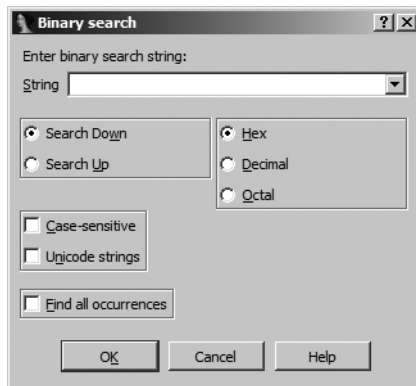 Binary search
Enter binary search string:
String
Search Down
Search Up
Hex
Decimal
Octal
Case-sensitive
Unicode strings
Find all occurrences
OK
Cancel
Help